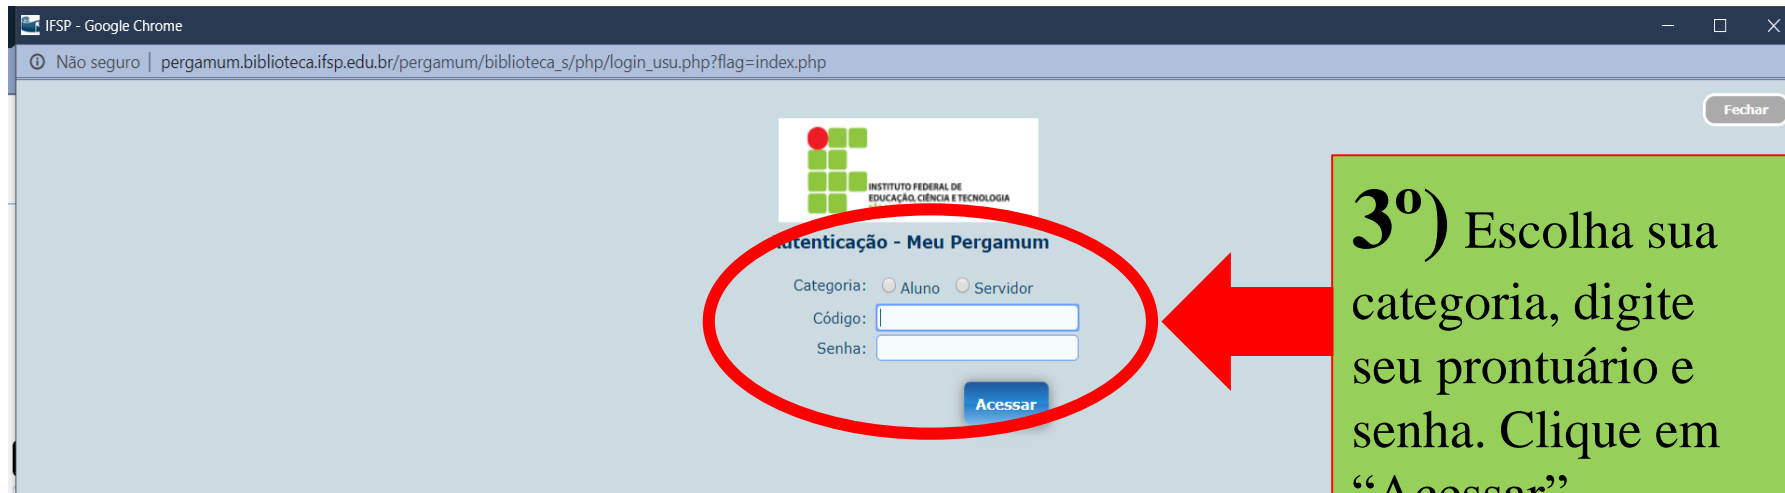 IFSP - Google Chrome
Não seguro | pergamum.biblioteca.ifsp.edu.br/pergamum/biblioteca_s/php/login_usu.php?flag=index.php
Fechar
INSTITUTO FEDERAL DE
EDUCAÇÃO, CIÊNCIA E TECNOLOGIA
utenticação - Meu Pergamum
Categoria: Aluno Servidor
Código:
Senha:
Acessar
3º) Escolha sua
categoria, digite
seu prontuário e
senha. Clique em
“Acessar”